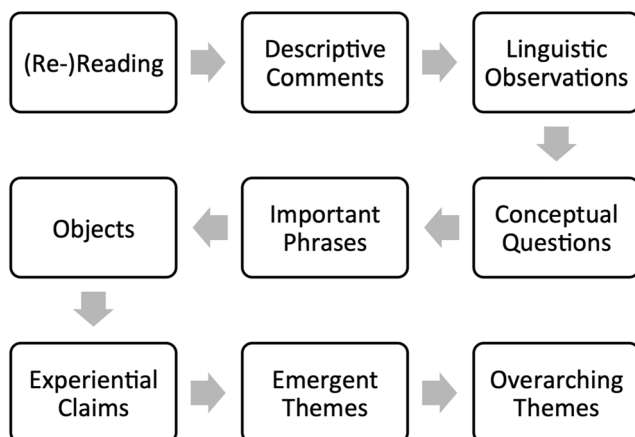 (Re-)Reading
Descriptive
Comments
Linguistic
Observations
Objects
Important
Phrases
Conceptual
Questions
Experiential
Claims
Emergent
Themes
Overarching
Themes